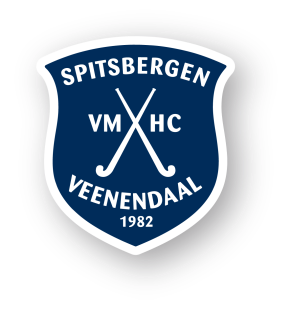 SPITSBERGEN
VM HC
VEENENDAAL
1982